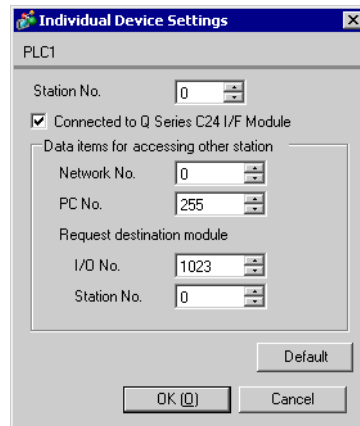 Individual Device Settings
PLC1
Station No. 0
Connected to Q Series C24 I/F Module
Data items for accessing other station
Network No. 0
PC No. 255
Request destination module
I/O No. 1023
Station No. 0
Default
OK (O) Cancel